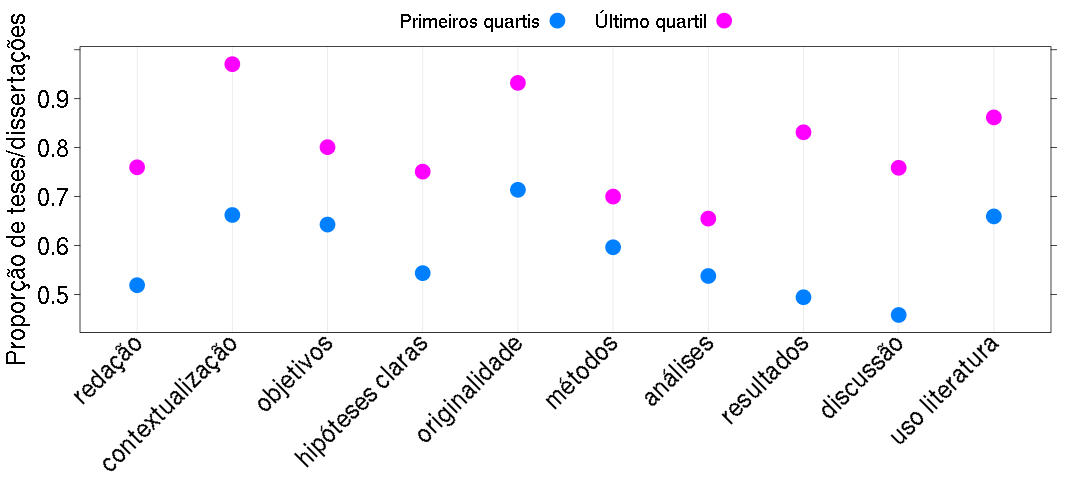 Primeiros quartis
Último quartil
Proporção de teses/dissertações
0.9
0.8
0.7
0.6
0.5
redação
contextualização
objetivos
hipóteses claras
originalidade
métodos
análises
resultados
discussão
uso literatura